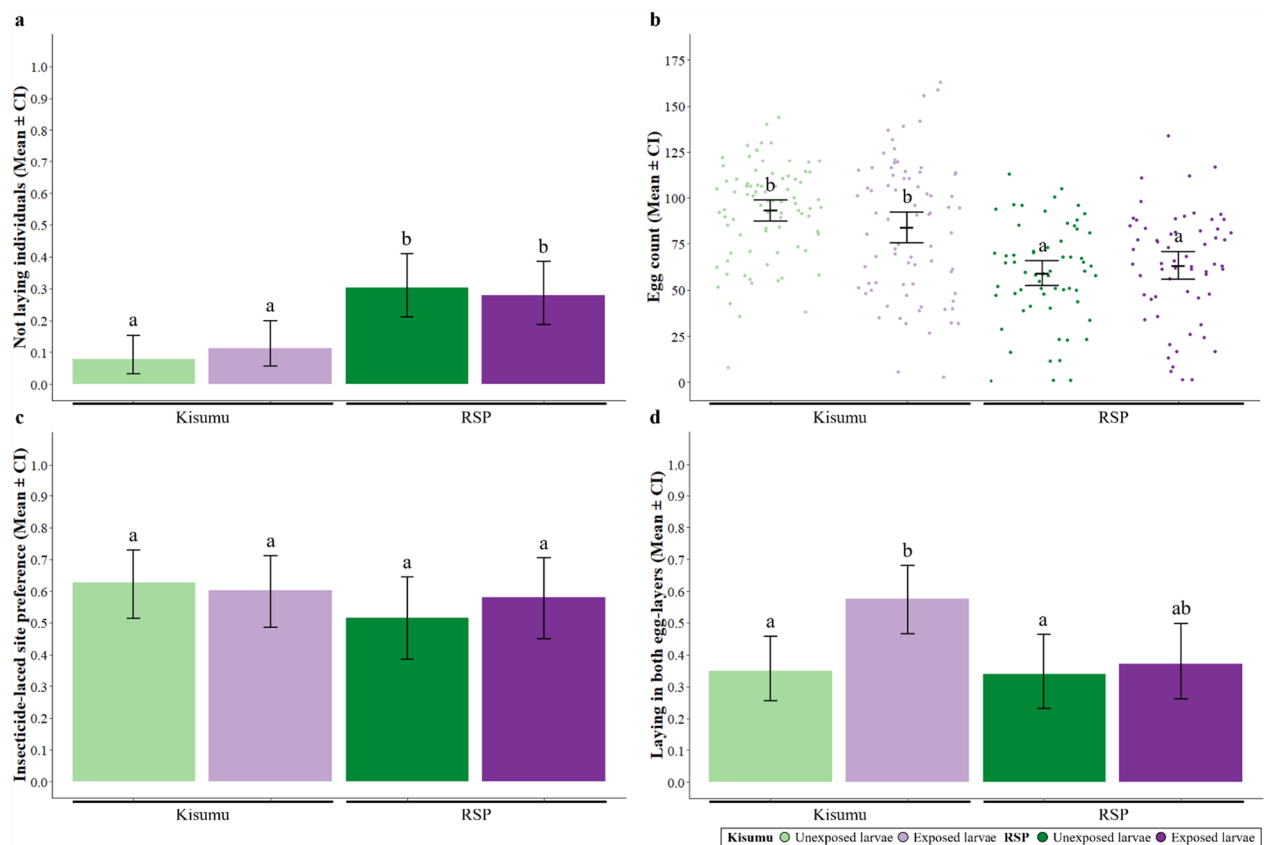 a
Not laying individuals (Mean ± CI)
1.0
0.9
0.8
0.7
0.6
0.5
0.4
0.3
0.2
0.1
0.0
a
a
b
b
Kisumu
RSP
b
Egg count (Mean ± CI)
175
150
125
100
75
50
25
0
b
b
a
a
Kisumu
RSP
c
Insecticide-laced site preference (Mean ± CI)
1.0
0.9
0.8
0.7
0.6
0.5
0.4
0.3
0.2
0.1
0.0
a
a
a
a
Kisumu
RSP
d
Laying in both egg-layers (Mean ± CI)
1.0
0.9
0.8
0.7
0.6
0.5
0.4
0.3
0.2
0.1
0.0
a
b
a
ab
Kisumu
RSP
Kisumu Unexposed larvae Exposed larvae RSP Unexposed larvae Exposed larvae